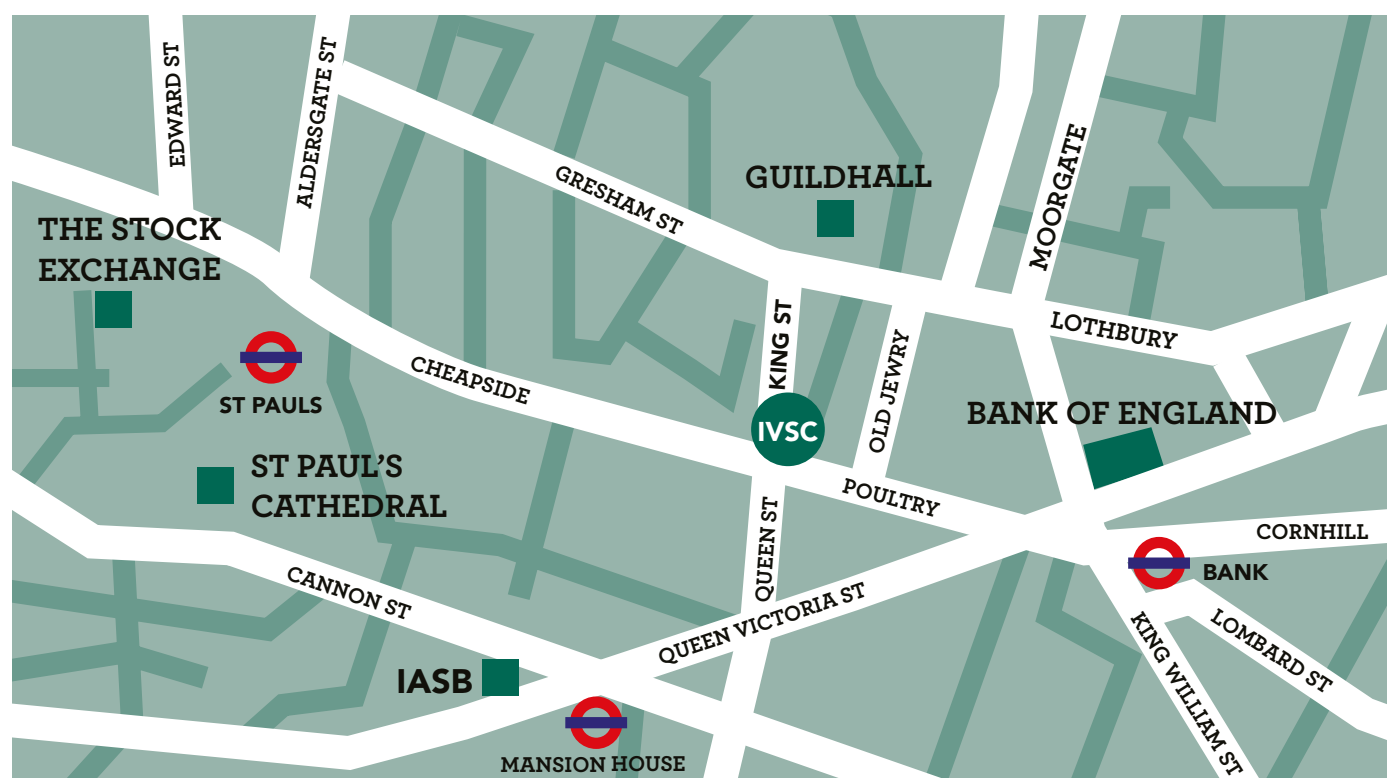 EDWARD ST
ALDERSGATE ST
GRESHAM ST
GUILDHALL
MOORGATE
THE STOCK
EXCHANGE
KING ST
OLD JEWRY
LOTHBURY
ST PAULS
CHEAPSIDE
IVSC
BANK OF ENGLAND
ST PAUL'S
CATHEDRAL
POULTRY
QUEEN ST
CORNHILL
BANK
CANNON ST
QUEEN VICTORIA ST
KING WILLIAM ST
LOMBARD ST
IASB
MANSION HOUSE